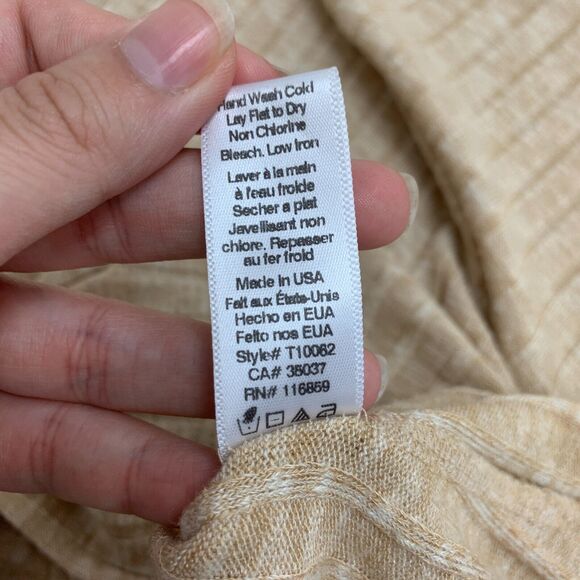 Hand Wash Cold
Lay Flat to Dry
Non Chlorine
Bleach. Low Iron
Laver à la main
à l'eau froide
Secher a plat
Javellisant non
chlore. Repasser
au fer froid
Made in USA
Fait aux États-Unis
Hecho en EUA
Feito nos EUA
Style# T10062
CA# 35037
RN# 116859